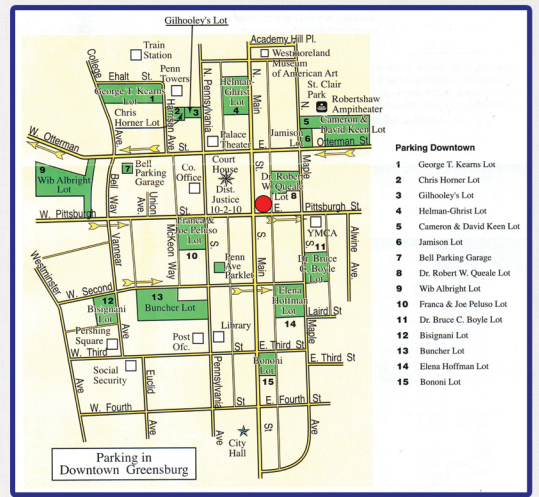 Gilhooley's Lot
Academy Hill Pl.
Train
Station
Westmoreland
Museum
of American Art
College
Ave.
Ehalt St.
Penn
Towers
N. Pennsylvania
N. Main
St. Clair
Park
George T. Kearns
Lot 1
Harrison Ave.
Helman-
Ghrist
Lot
4
N.
Robertshaw
Ampitheater
Chris
Horner Lot
2
3
5 Cameron &
David Keen Lot
Jamison
Lot 6
W. Otterman
St.
Palace
Theater
E.
Otterman St.
9
Wib Albright
Lot
7
Bell
Parking
Garage
Co.
Office
Court
House
Dist.
Justice
10-2-10
St.
Maple
Dr. Robert
W. Queale
Lot 8
Bell Way
Union
Ave.
W. Pittsburgh
St.
E.
Pittsburgh St.
Franca &
Joe Peluso
Lot
10
McKeon Way
S.
S. Main
YMCA
11
Dr. Bruce
C. Boyle
Lot
Alwine Ave.
Vannear
Ave
Westminster
Ave
Penn
Ave
Parklet
W. Second
12
Bisignani
Lot
13
Buncher Lot
Elena
Hoffman
Lot
14
Laird St
Maple
Pershing
Square
Post
Ofc.
Library
W. Third
St
E. Third St
E. Third St
Social
Security
Euclid
Ave
Pennsylvania
Ave
Bononi
Lot
15
W. Fourth
St
E. Fourth St
St
Ave
City
Hall
Parking in
Downtown Greensburg
Parking Downtown
1 George T. Kearns Lot
2 Chris Horner Lot
3 Gilhooley's Lot
4 Helman-Ghrist Lot
5 Cameron & David Keen Lot
6 Jamison Lot
7 Bell Parking Garage
8 Dr. Robert W. Queale Lot
9 Wib Albright Lot
10 Franca & Joe Peluso Lot
11 Dr. Bruce C. Boyle Lot
12 Bisignani Lot
13 Buncher Lot
14 Elena Hoffman Lot
15 Bononi Lot